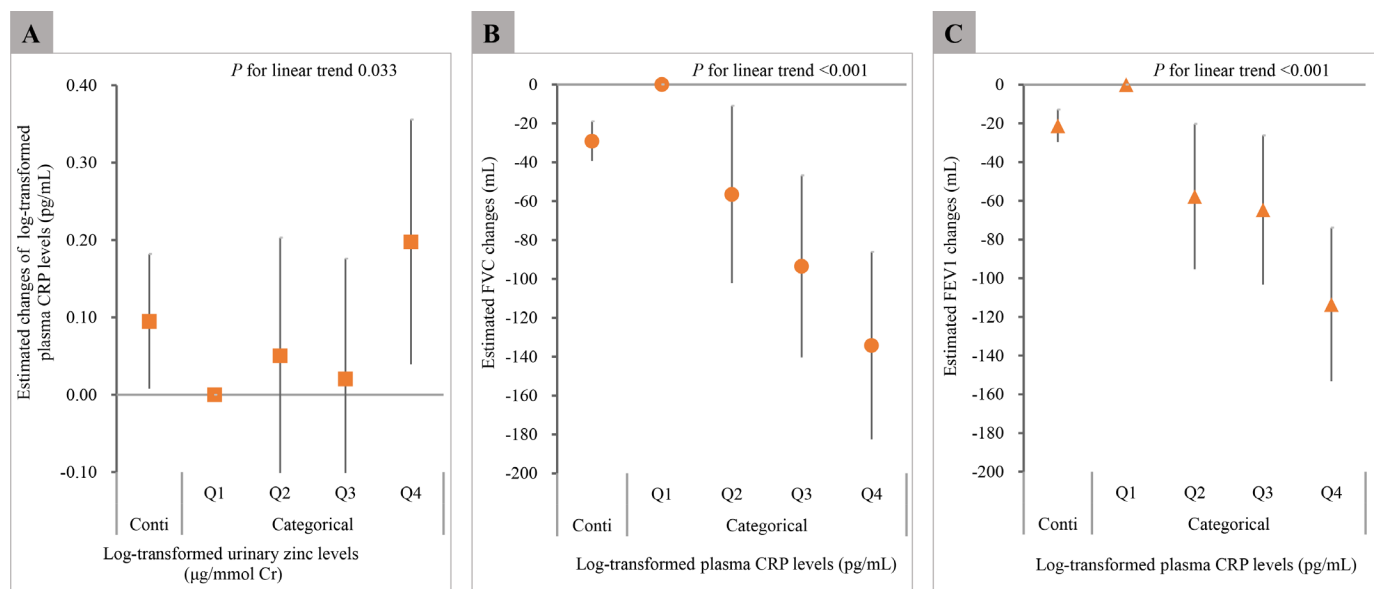 A
P for linear trend 0.033
Estimated changes of log-transformed
plasma CRP levels (pg/mL)
0.40
0.30
0.20
0.10
0.00
-0.10
Q1 Q2 Q3 Q4
Conti Categorical
Log-transformed urinary zinc levels
(μg/mmol Cr)
B
P for linear trend <0.001
Estimated FVC changes (mL)
0
-20
-40
-60
-80
-100
-120
-140
-160
-180
-200
Q1 Q2 Q3 Q4
Conti Categorical
Log-transformed plasma CRP levels (pg/mL)
C
P for linear trend <0.001
Estimated FEV1 changes (mL)
0
-20
-40
-60
-80
-100
-120
-140
-160
-180
-200
Q1 Q2 Q3 Q4
Conti Categorical
Log-transformed plasma CRP levels (pg/mL)